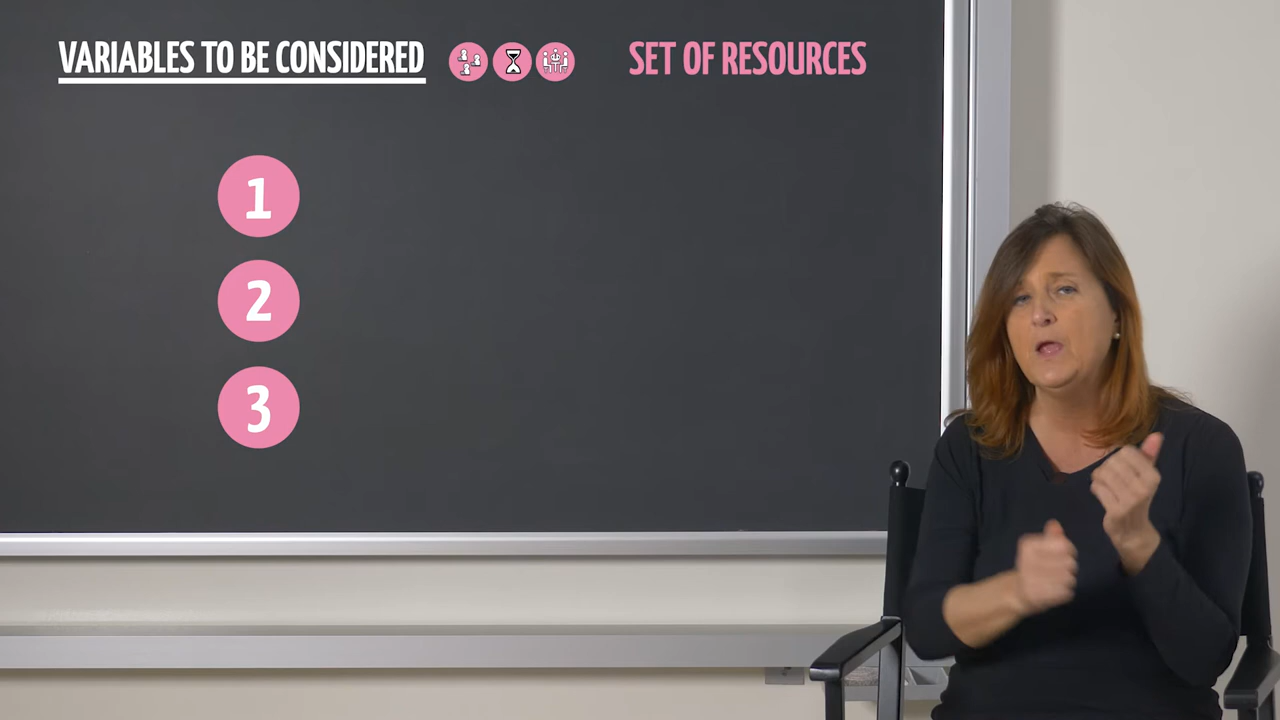 VARIABLES TO BE CONSIDERED SET OF RESOURCES
1
2
3